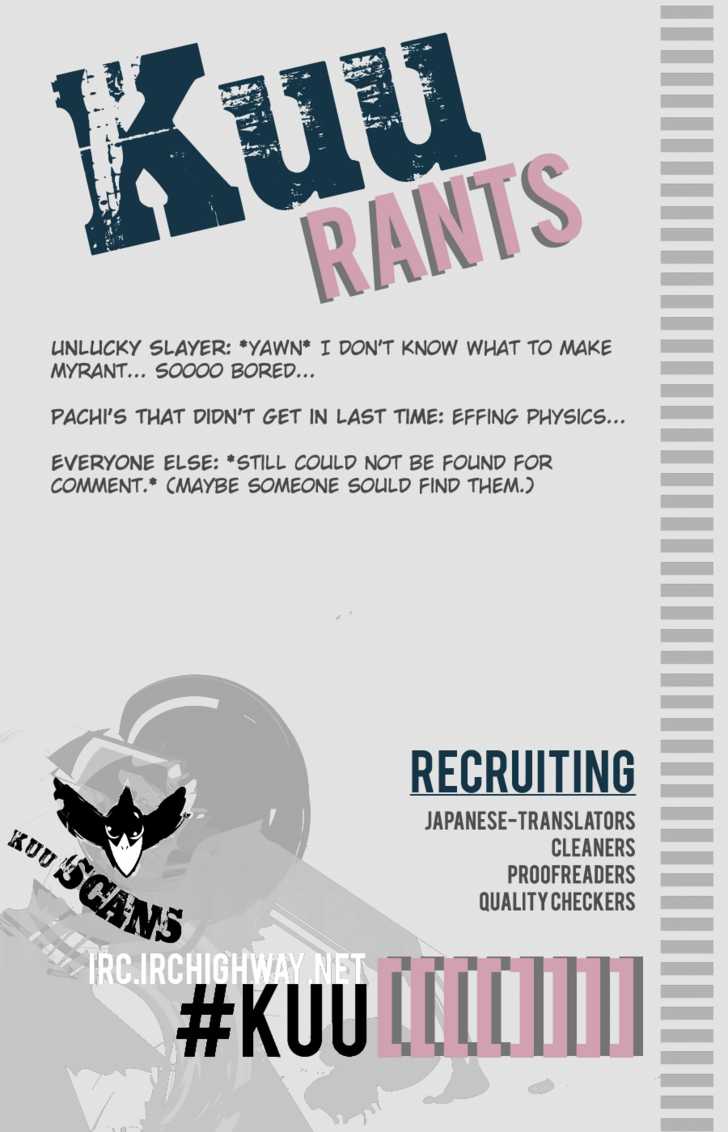 Kuu
RANTS
UNLUCKY SLAYER: *YAWN* I DON'T KNOW WHAT TO MAKE
MYRANT... SOOOO BORED...
PACHI'S THAT DIDN'T GET IN LAST TIME: EFFING PHYSICS...
EVERYONE ELSE: *STILL COULD NOT BE FOUND FOR
COMMENT.* (MAYBE SOMEONE SOULD FIND THEM.)
RECRUITING
JAPANESE-TRANSLATORS
CLEANERS
PROOFREADERS
QUALITY CHECKERS
KUU SCANS
IRC.IRCHIGHWAY.NET
#KUU[[[[[]]]]]